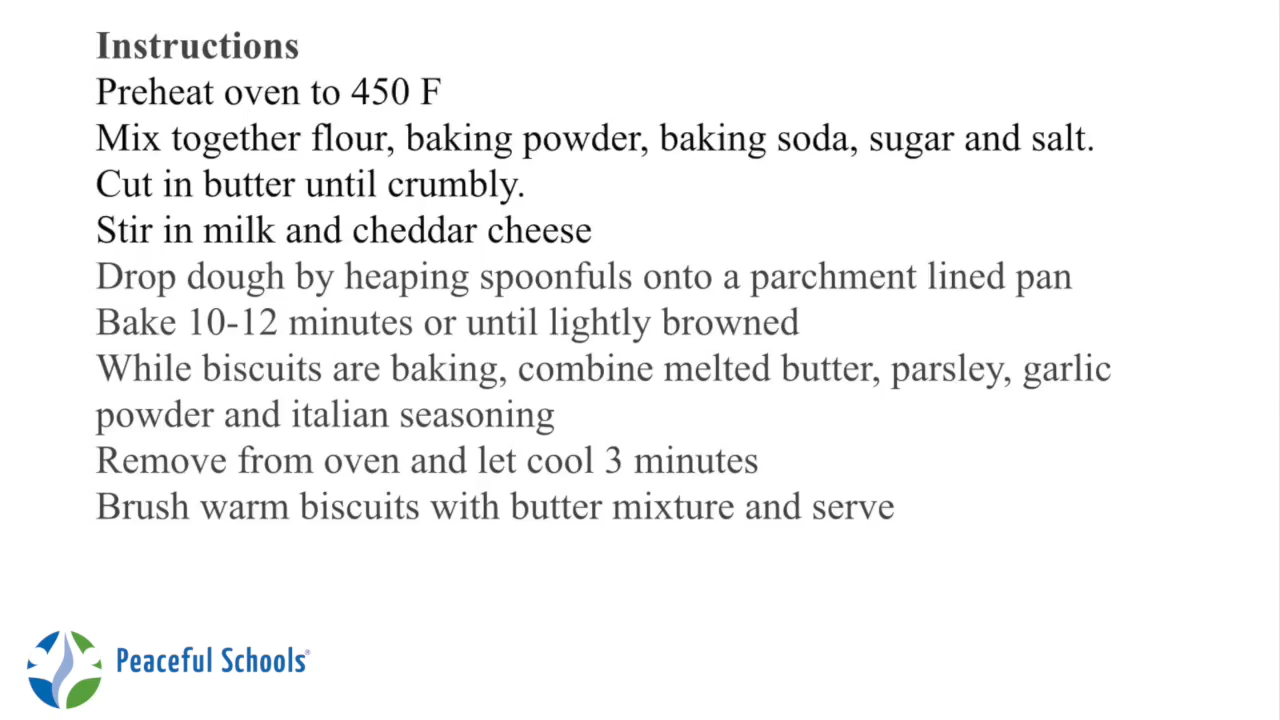 Instructions
Preheat oven to 450 F
Mix together flour, baking powder, baking soda, sugar and salt.
Cut in butter until crumbly.
Stir in milk and cheddar cheese
Drop dough by heaping spoonfuls onto a parchment lined pan
Bake 10-12 minutes or until lightly browned
While biscuits are baking, combine melted butter, parsley, garlic
powder and italian seasoning
Remove from oven and let cool 3 minutes
Brush warm biscuits with butter mixture and serve
Peaceful Schools®